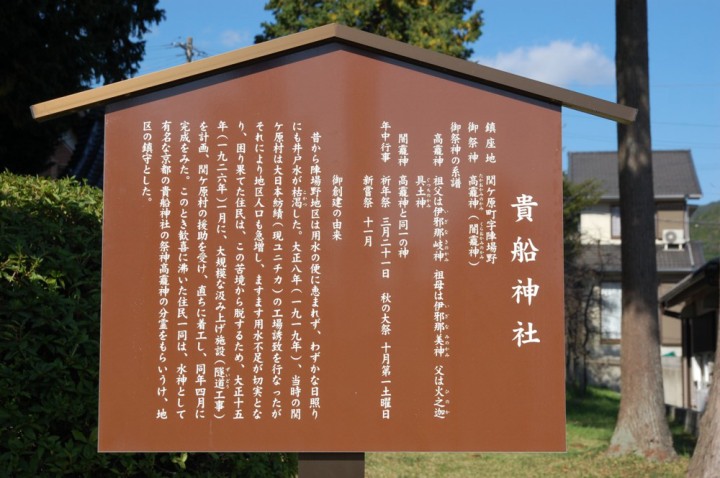 貴船神社
鎮座地 関ケ原町字陣場野
御祭神 高龗神(闇龗神)
御祭神の系譜
高龗神 祖父は伊邪那岐神 祖母は伊邪那美神 父は火之迦
具土神
闇龗神 高龗神と同一の神
年中行事 祈年祭 三月二十一日 秋の大祭 十月第一土曜日
新嘗祭 十一月
御創建の由来
昔から陣場野地区は用水の便に恵まれず、わずかな日照り
にも井戸水が枯渇した。大正八年(一九一九年)、当時の関
ケ原村は大日本紡績(現ユニチカ)の工場誘致を行なったが
それにより地区人口も急増し、ますます用水不足が切実とな
り、困り果てた住民は、この苦境から脱するため、大正十五
年(一九二六年)一月に、大規模な汲み上げ施設(隧道工事)
を計画、関ケ原村の援助を受け、直ちに着工し、同年四月に
完成をみた。このとき歓喜に沸いた住民一同は、水神として
有名な京都の貴船神社の祭神高龗神の分霊をもらいうけ、地
区の鎮守とした。